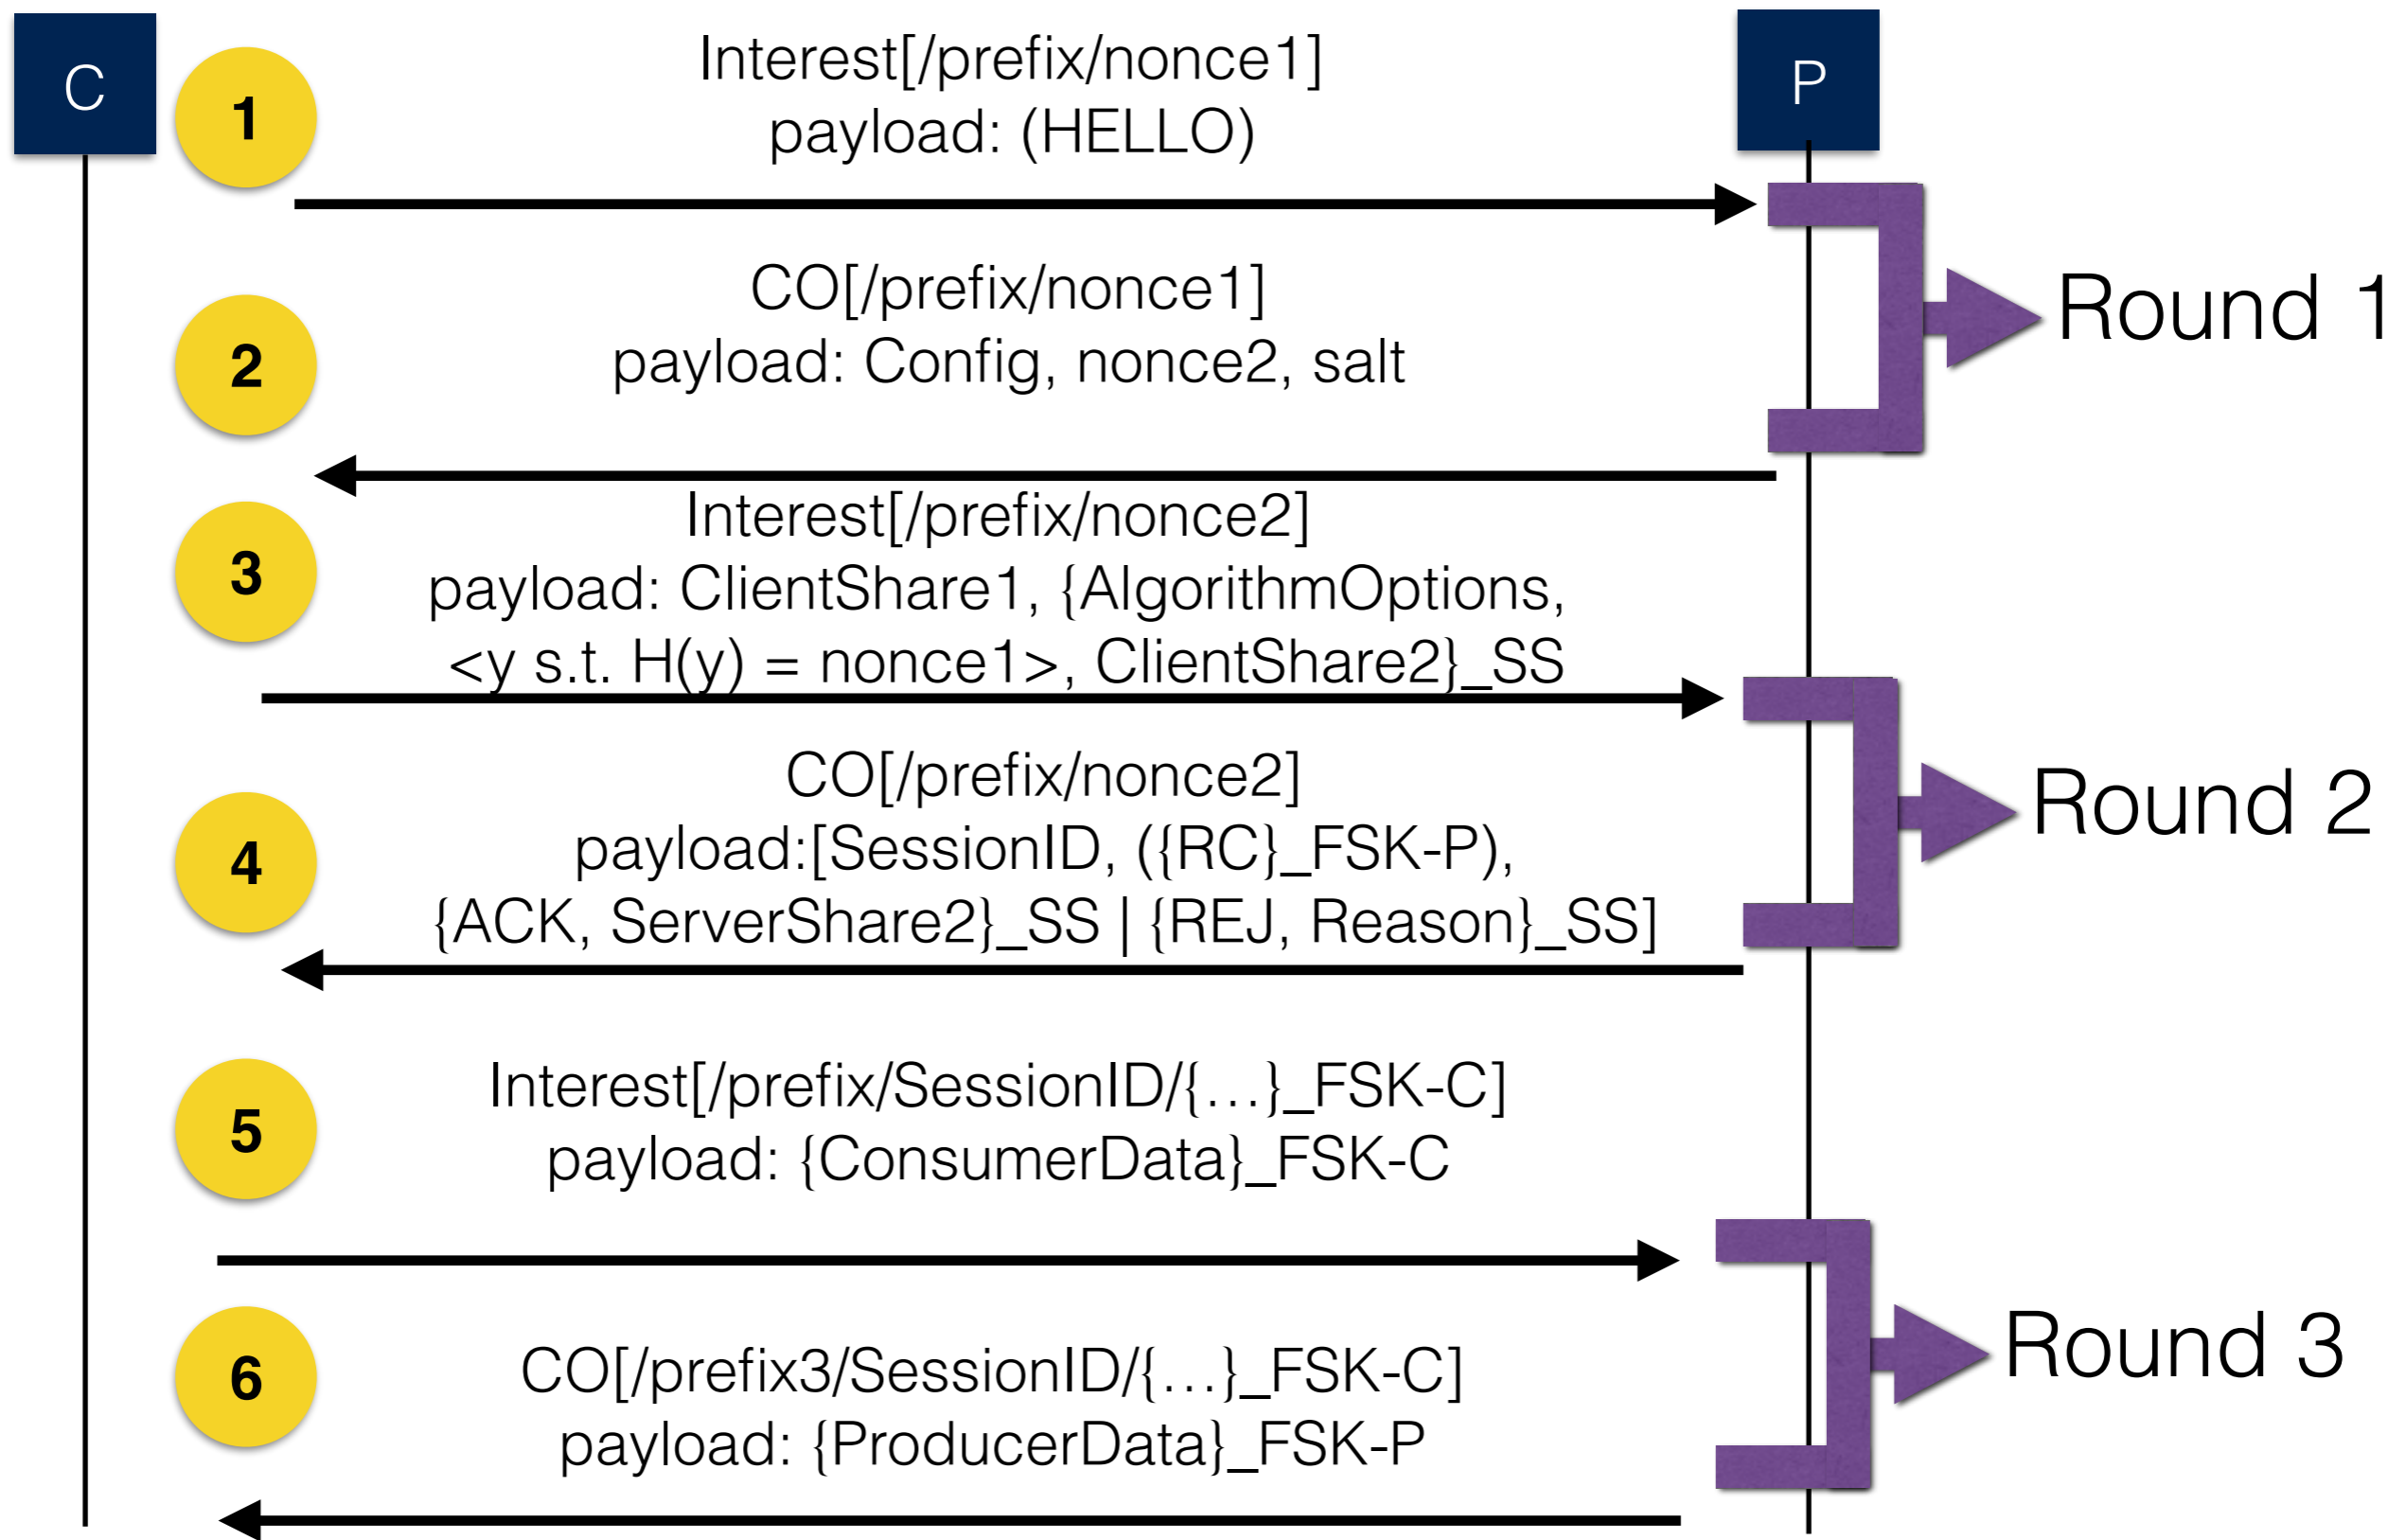 C
P
1
Interest[/prefix/nonce1]
payload: (HELLO)
2
CO[/prefix/nonce1]
payload: Config, nonce2, salt
Round 1
3
Interest[/prefix/nonce2]
payload: ClientShare1, {AlgorithmOptions,
<y s.t. H(y) = nonce1>, ClientShare2}_SS
4
CO[/prefix/nonce2]
payload:[SessionID, ({RC}_FSK-P),
{ACK, ServerShare2}_SS | {REJ, Reason}_SS]
Round 2
5
Interest[/prefix/SessionID/{...}_FSK-C]
payload: {ConsumerData}_FSK-C
6
CO[/prefix3/SessionID/{...}_FSK-C]
payload: {ProducerData}_FSK-P
Round 3